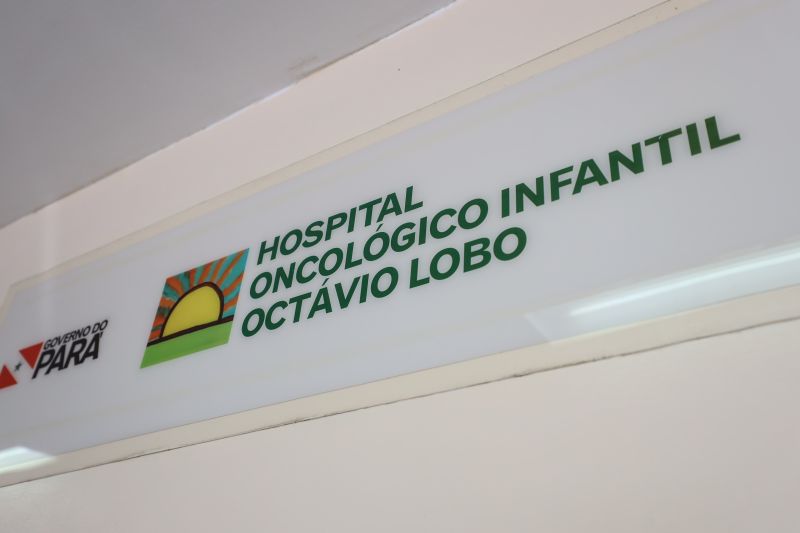 GOVERNO DO
PARÁ
HOSPITAL
ONCOLÓGICO INFANTIL
OCTÁVIO LOBO